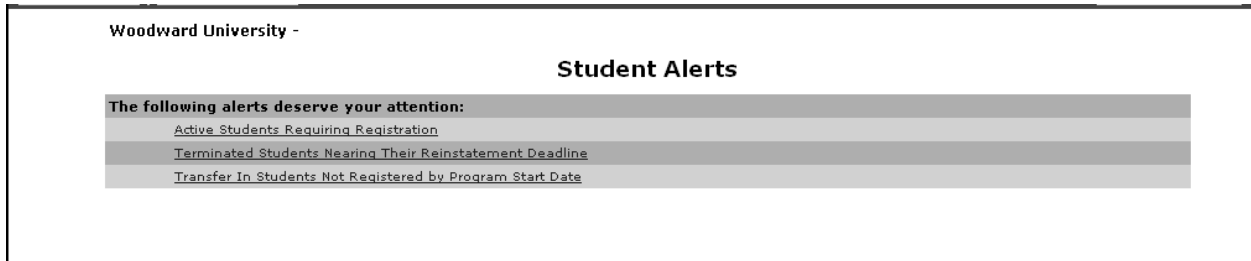 Woodward University -
Student Alerts
The following alerts deserve your attention:
Active Students Requiring Registration
Terminated Students Nearing Their Reinstatement Deadline
Transfer In Students Not Registered by Program Start Date